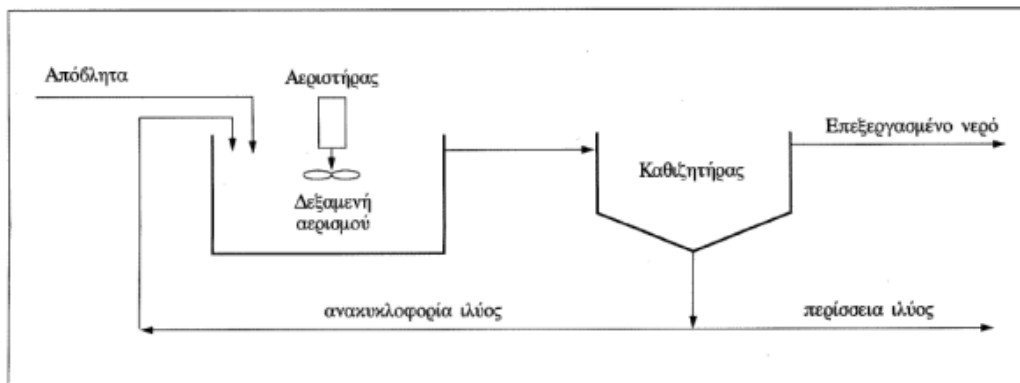 Απόβλητα
Αεριστήρας
Επεξεργασμένο νερό
Καθιζητήρας
Δεξαμενή
αερισμού
ανακυκλοφορία ιλύος
περίσσεια ιλύος